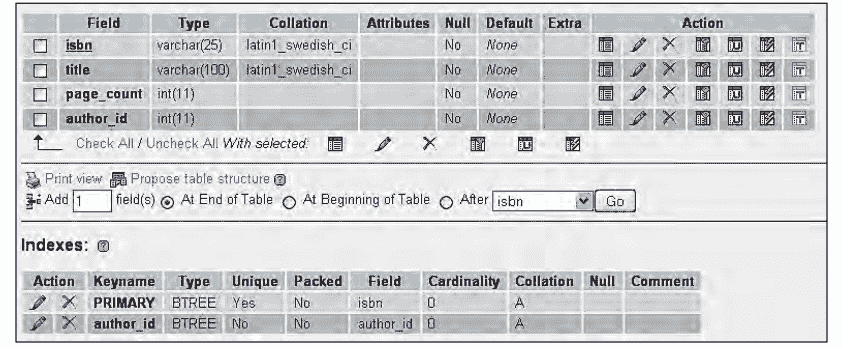 Field Type Collation Attributes Null Default Extra Action
isbn varchar(25) latin1_swedish_ci No None
title varchar(100) latin1_swedish_ci No None
page_count int(11) No None
author_id int(11) No None
Check All / Uncheck All With selected:
Print view Propose table structure
Add 1 field(s) At End of Table At Beginning of Table After isbn Go
Indexes:
Action Keyname Type Unique Packed Field Cardinality Collation Null Comment
PRIMARY BTREE Yes No isbn 0 A
author_id BTREE No No author_id 0 A